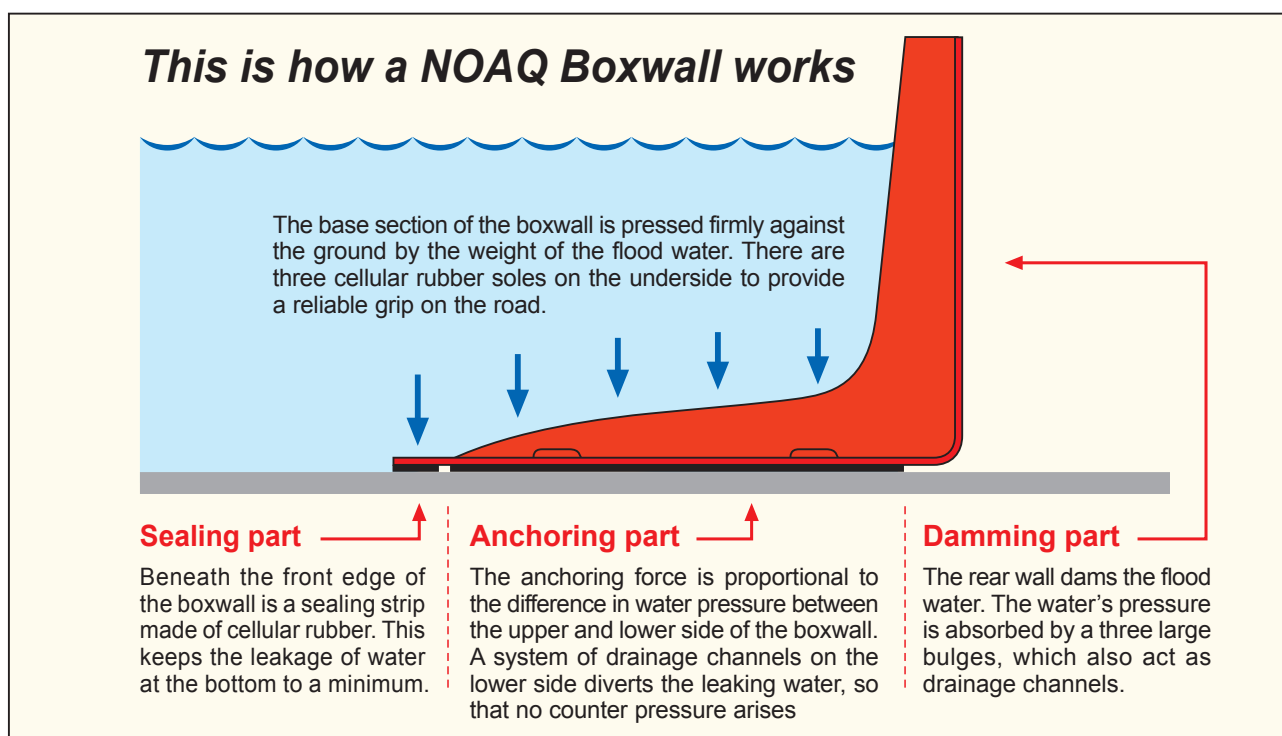 This is how a NOAQ Boxwall works
The base section of the boxwall is pressed firmly against
the ground by the weight of the flood water. There are
three cellular rubber soles on the underside to provide
a reliable grip on the road.
Sealing part
Beneath the front edge of
the boxwall is a sealing strip
made of cellular rubber. This
keeps the leakage of water
at the bottom to a minimum.
Anchoring part
The anchoring force is proportional to
the difference in water pressure between
the upper and lower side of the boxwall.
A system of drainage channels on the
lower side diverts the leaking water, so
that no counter pressure arises
Damming part
The rear wall dams the flood
water. The water's pressure
is absorbed by a three large
bulges, which also act as
drainage channels.